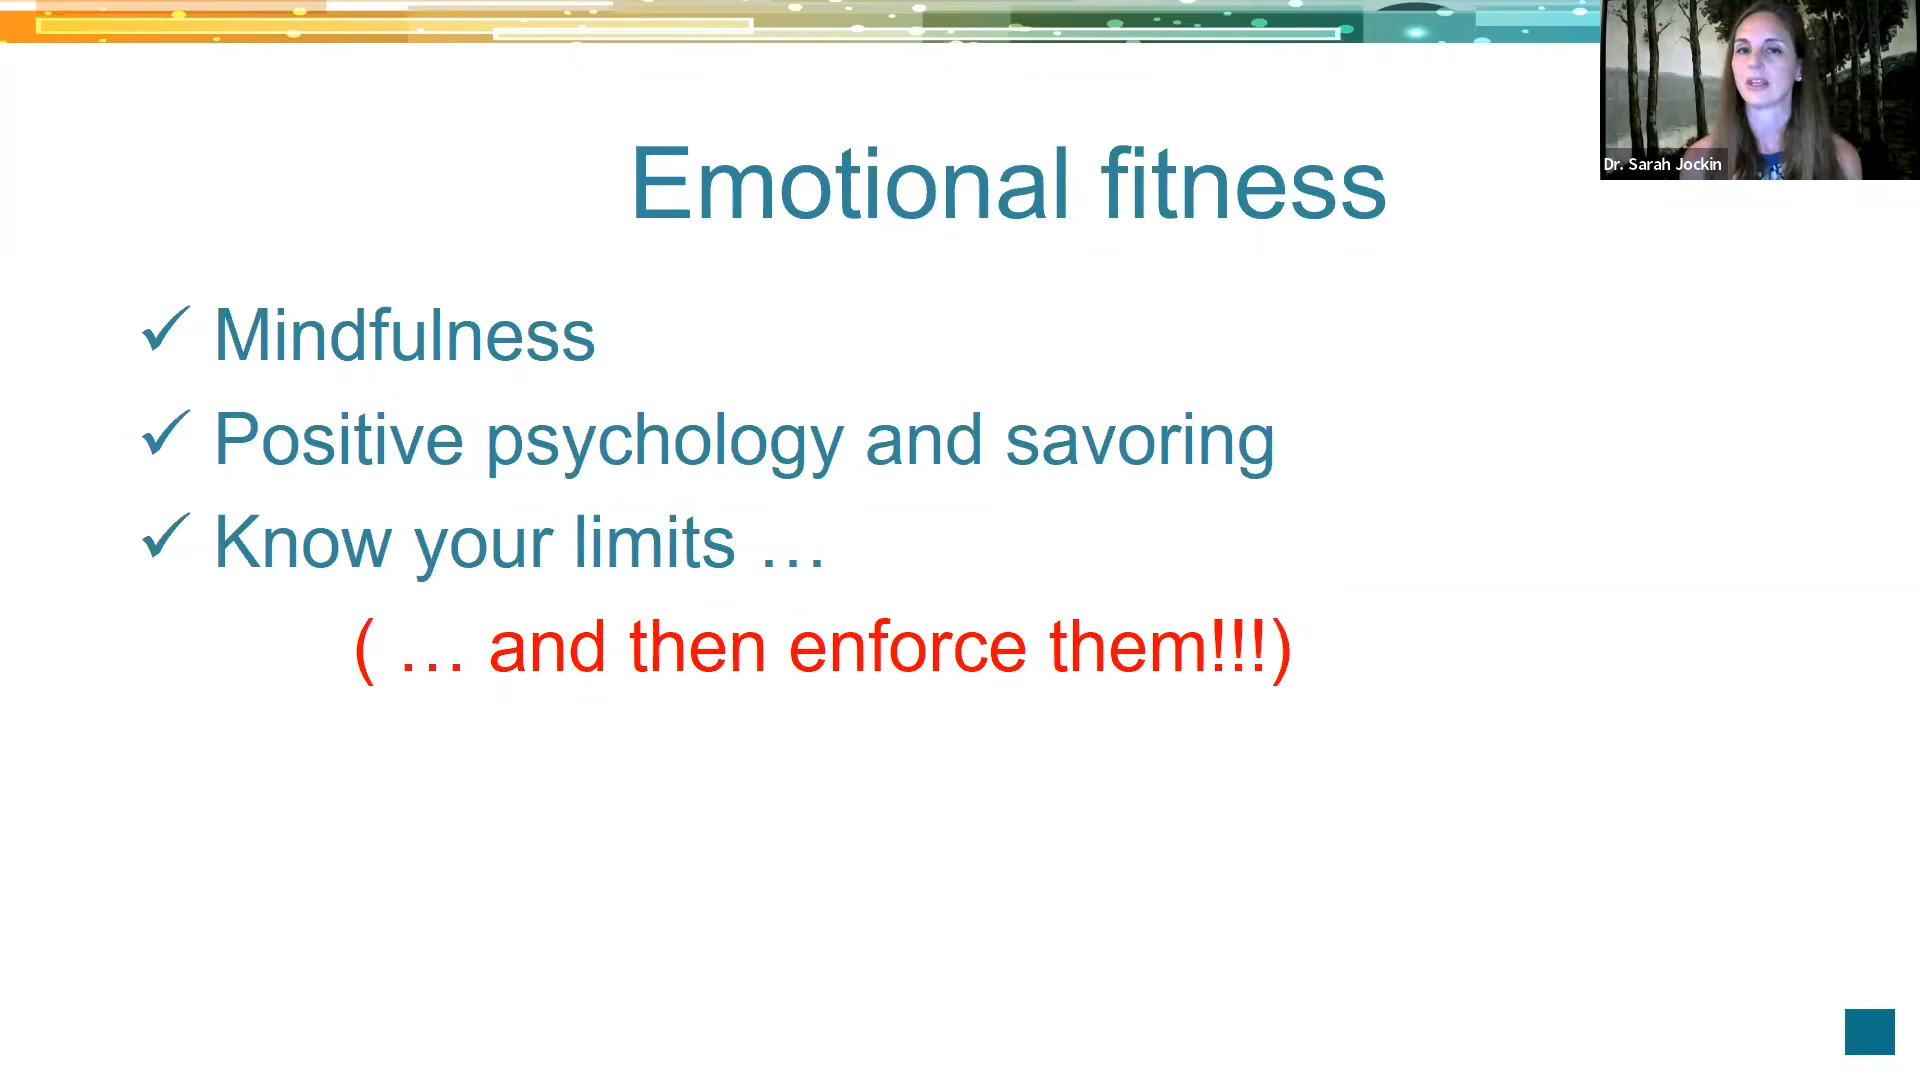 Emotional fitness
✓ Mindfulness
✓ Positive psychology and savoring
✓ Know your limits …
( … and then enforce them!!!)
Dr. Sarah Jockin